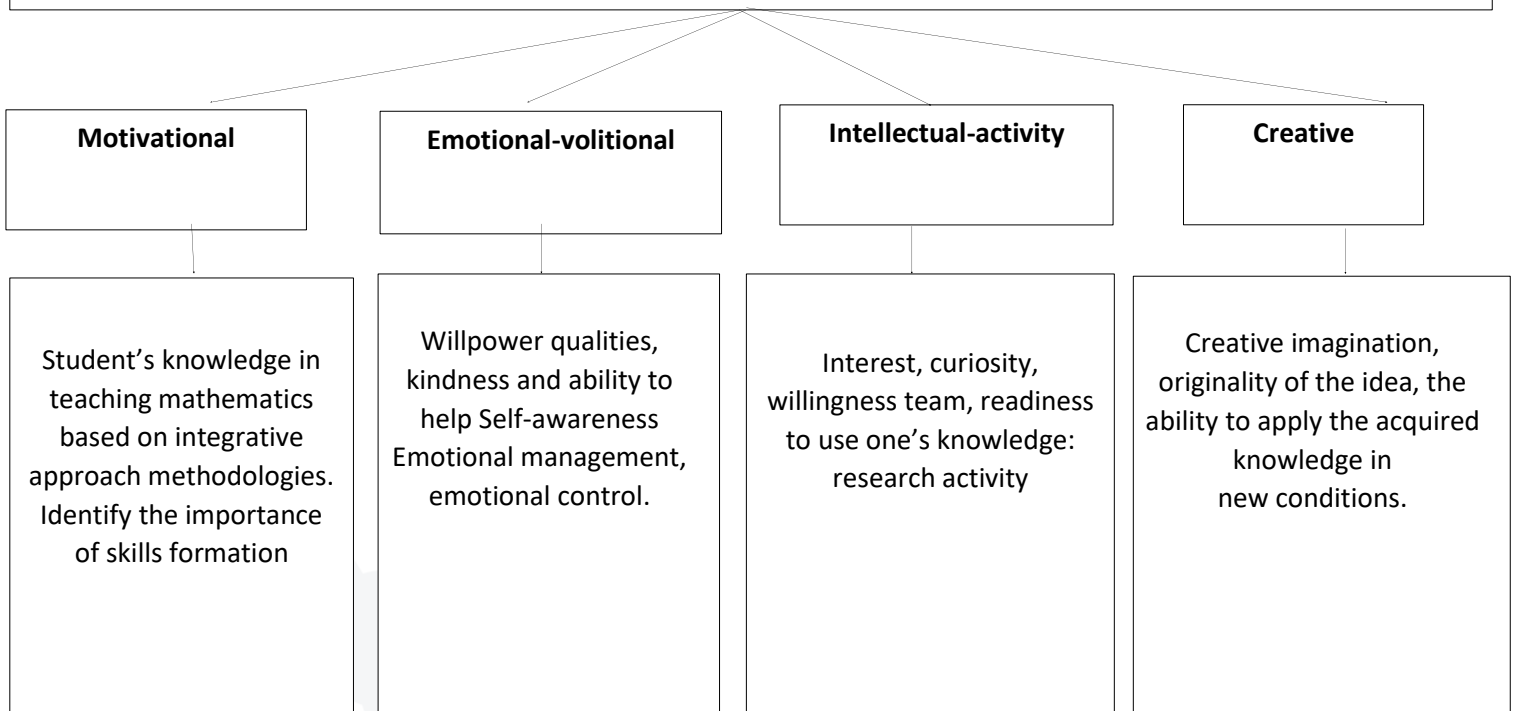 Motivational
Emotional-volitional
Intellectual-activity
Creative
Student’s knowledge in
teaching mathematics
based on integrative
approach methodologies.
Identify the importance
of skills formation
Willpower qualities,
kindness and ability to
help Self-awareness
Emotional management,
emotional control.
Interest, curiosity,
willingness team, readiness
to use one’s knowledge:
research activity
Creative imagination,
originality of the idea, the
ability to apply the acquired
knowledge in
new conditions.